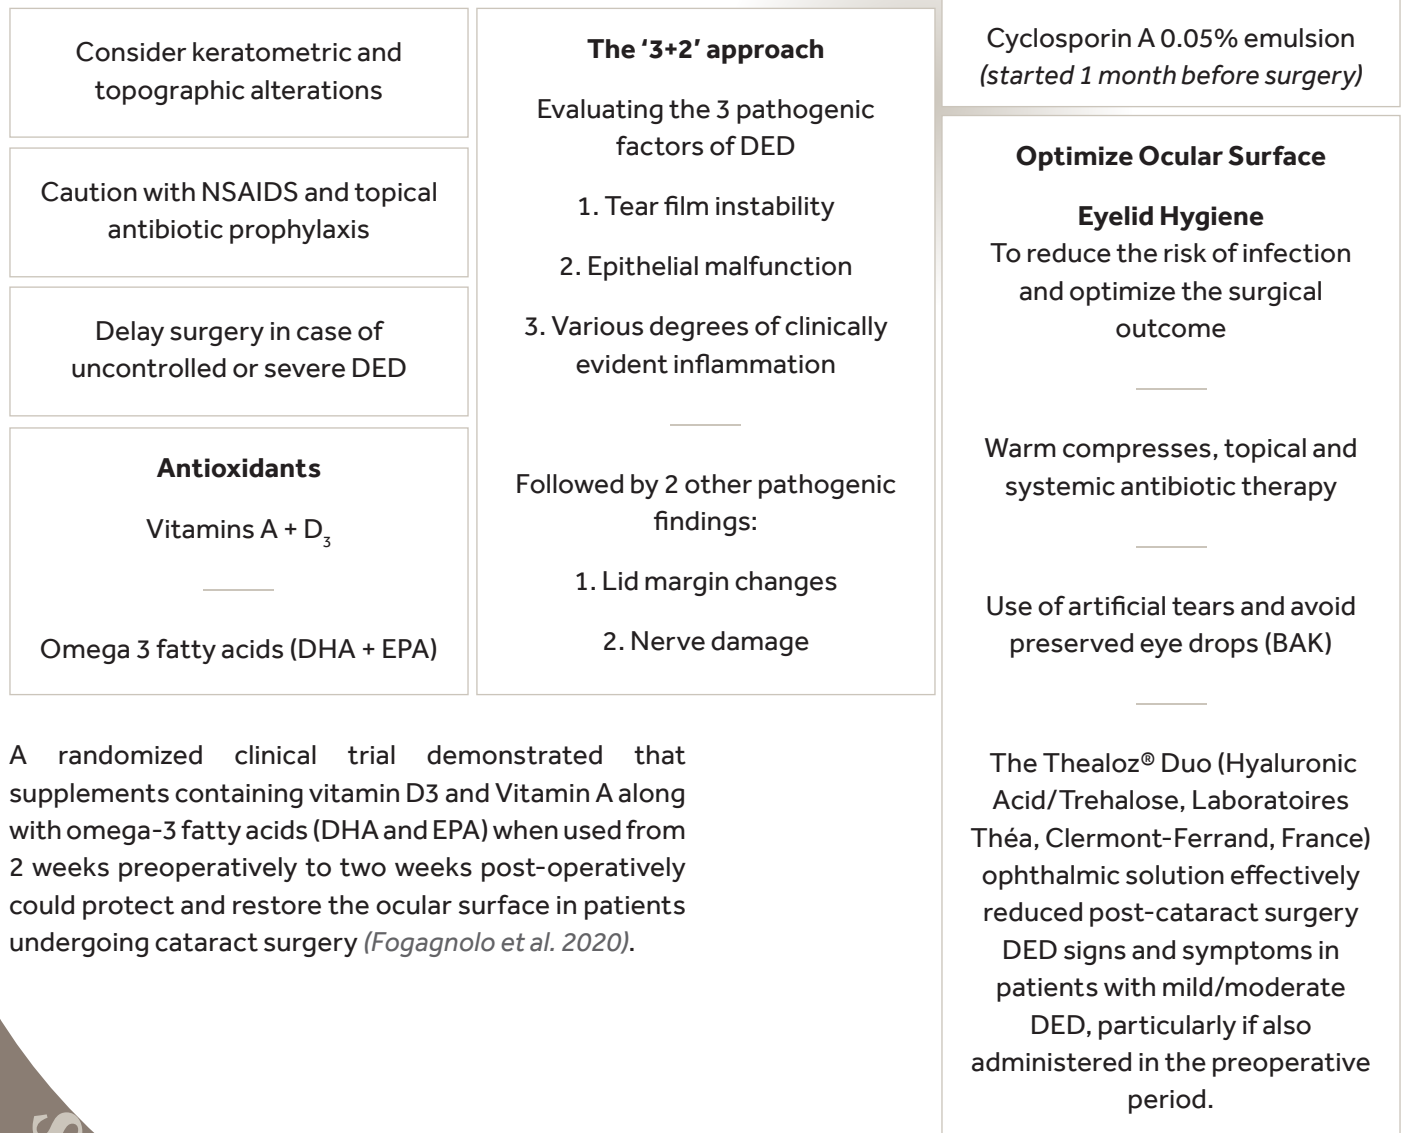 Consider keratometric and
topographic alterations
Caution with NSAIDS and topical
antibiotic prophylaxis
Delay surgery in case of
uncontrolled or severe DED
Antioxidants
Vitamins A + D₃
Omega 3 fatty acids (DHA + EPA)
The ‘3+2’ approach
Evaluating the 3 pathogenic
factors of DED
1. Tear film instability
2. Epithelial malfunction
3. Various degrees of clinically
evident inflammation
Followed by 2 other pathogenic
findings:
1. Lid margin changes
2. Nerve damage
Cyclosporin A 0.05% emulsion
(started 1 month before surgery)
Optimize Ocular Surface
Eyelid Hygiene
To reduce the risk of infection
and optimize the surgical
outcome
Warm compresses, topical and
systemic antibiotic therapy
Use of artificial tears and avoid
preserved eye drops (BAK)
The Thealoz® Duo (Hyaluronic
Acid/Trehalose, Laboratoires
Théa, Clermont-Ferrand, France)
ophthalmic solution effectively
reduced post-cataract surgery
DED signs and symptoms in
patients with mild/moderate
DED, particularly if also
administered in the preoperative
period.
A randomized clinical trial demonstrated that
supplements containing vitamin D3 and Vitamin A along
with omega-3 fatty acids (DHA and EPA) when used from
2 weeks preoperatively to two weeks post-operatively
could protect and restore the ocular surface in patients
undergoing cataract surgery (Fogagnolo et al. 2020).